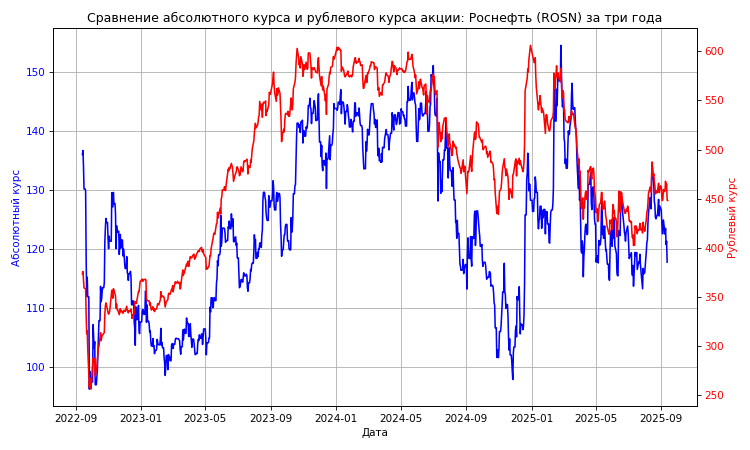 Сравнение абсолютного курса и рублевого курса акции: Роснефть (ROSN) за три года
Абсолютный курс
150
140
130
120
110
100
600
550
500
450
400
350
300
250
Рублевый курс
2022-09 2023-01 2023-05 2023-09 2024-01 2024-05 2024-09 2025-01 2025-05 2025-09
Дата